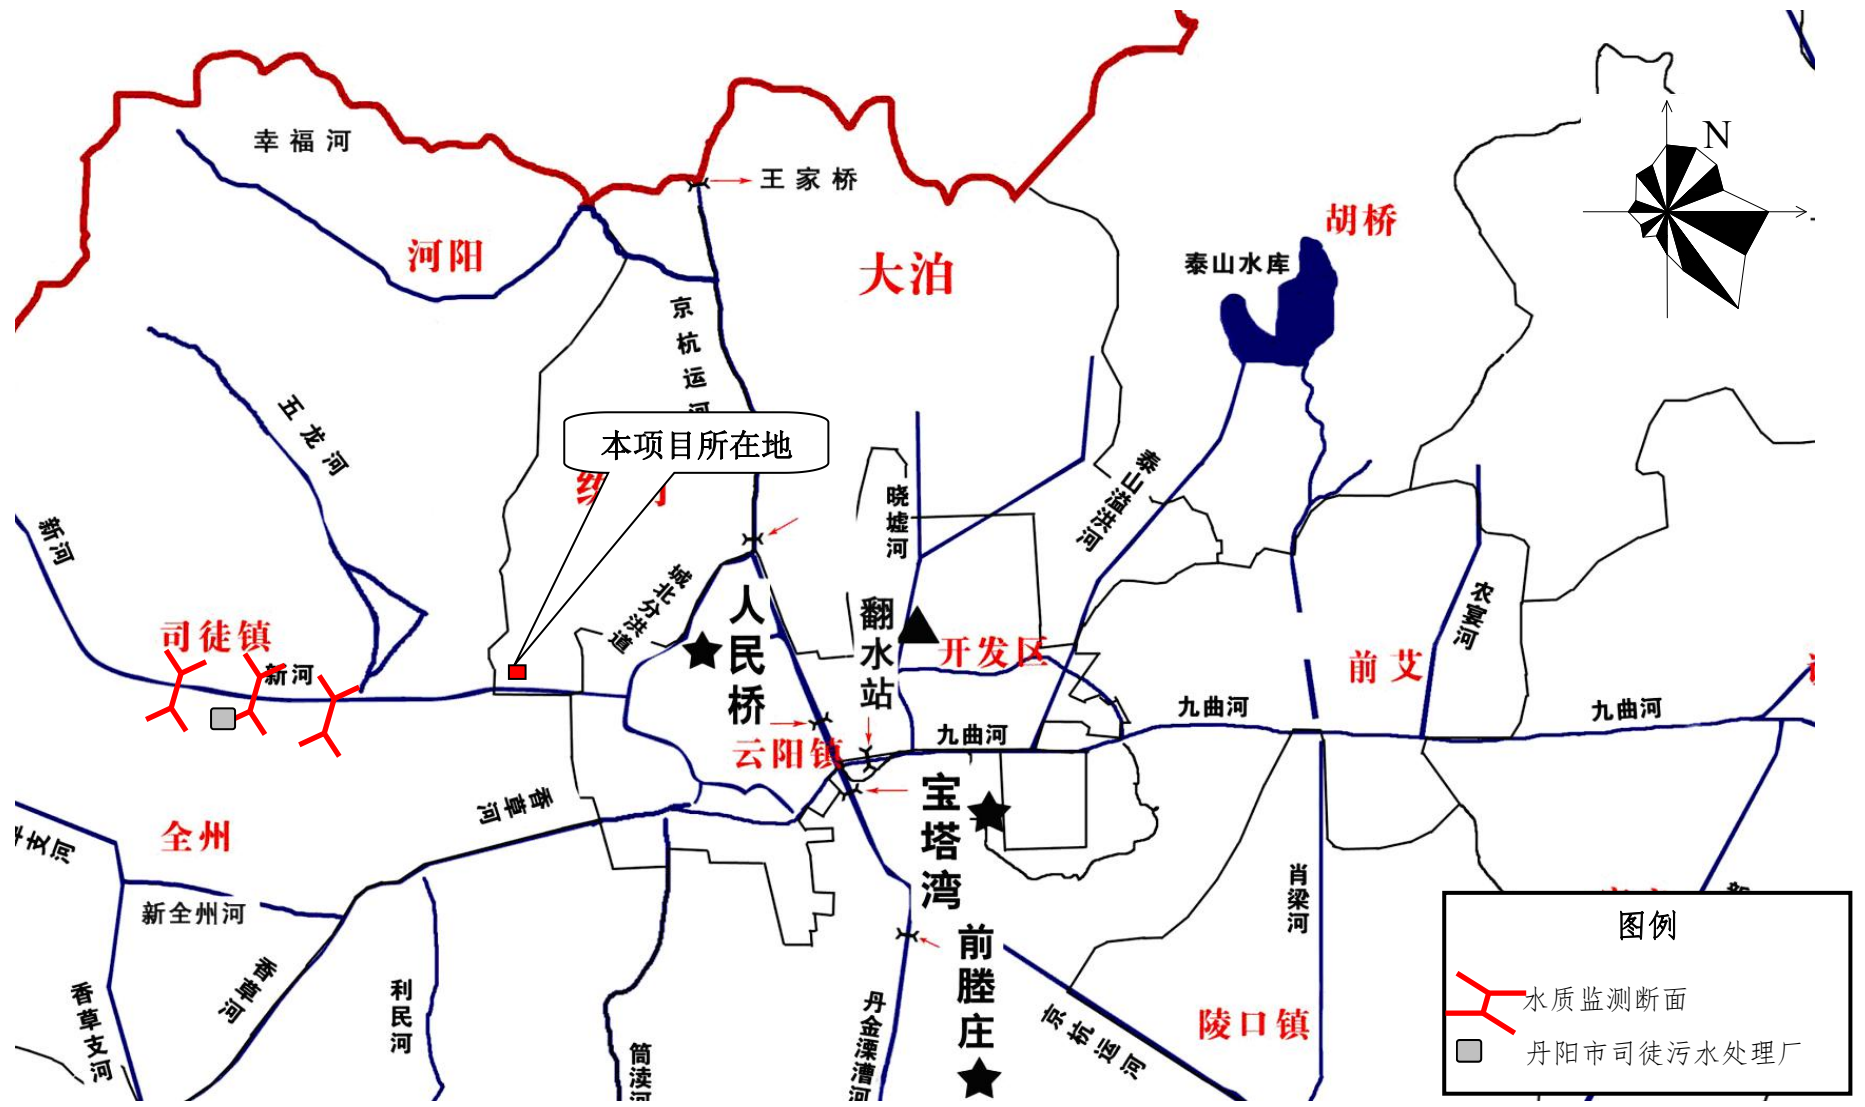 幸福河
王家桥
N
胡桥
河阳
大泊
泰山水库
京杭运河
五龙河
本项目所在地
泰山溢洪河
晓墟河
新河
城北分洪道
人民桥
翻水站
农宴河
司徒镇
开发区
前艾
新河
九曲河
九曲河
九曲河
云阳镇
宝塔湾
香草河
全州
支河
肖梁河
新全州河
图例
前塍庄
香草河
香草支河
利民河
水质监测断面
丹金溧漕河
京杭运河
陵口镇
筒渎河
丹阳市司徒污水处理厂